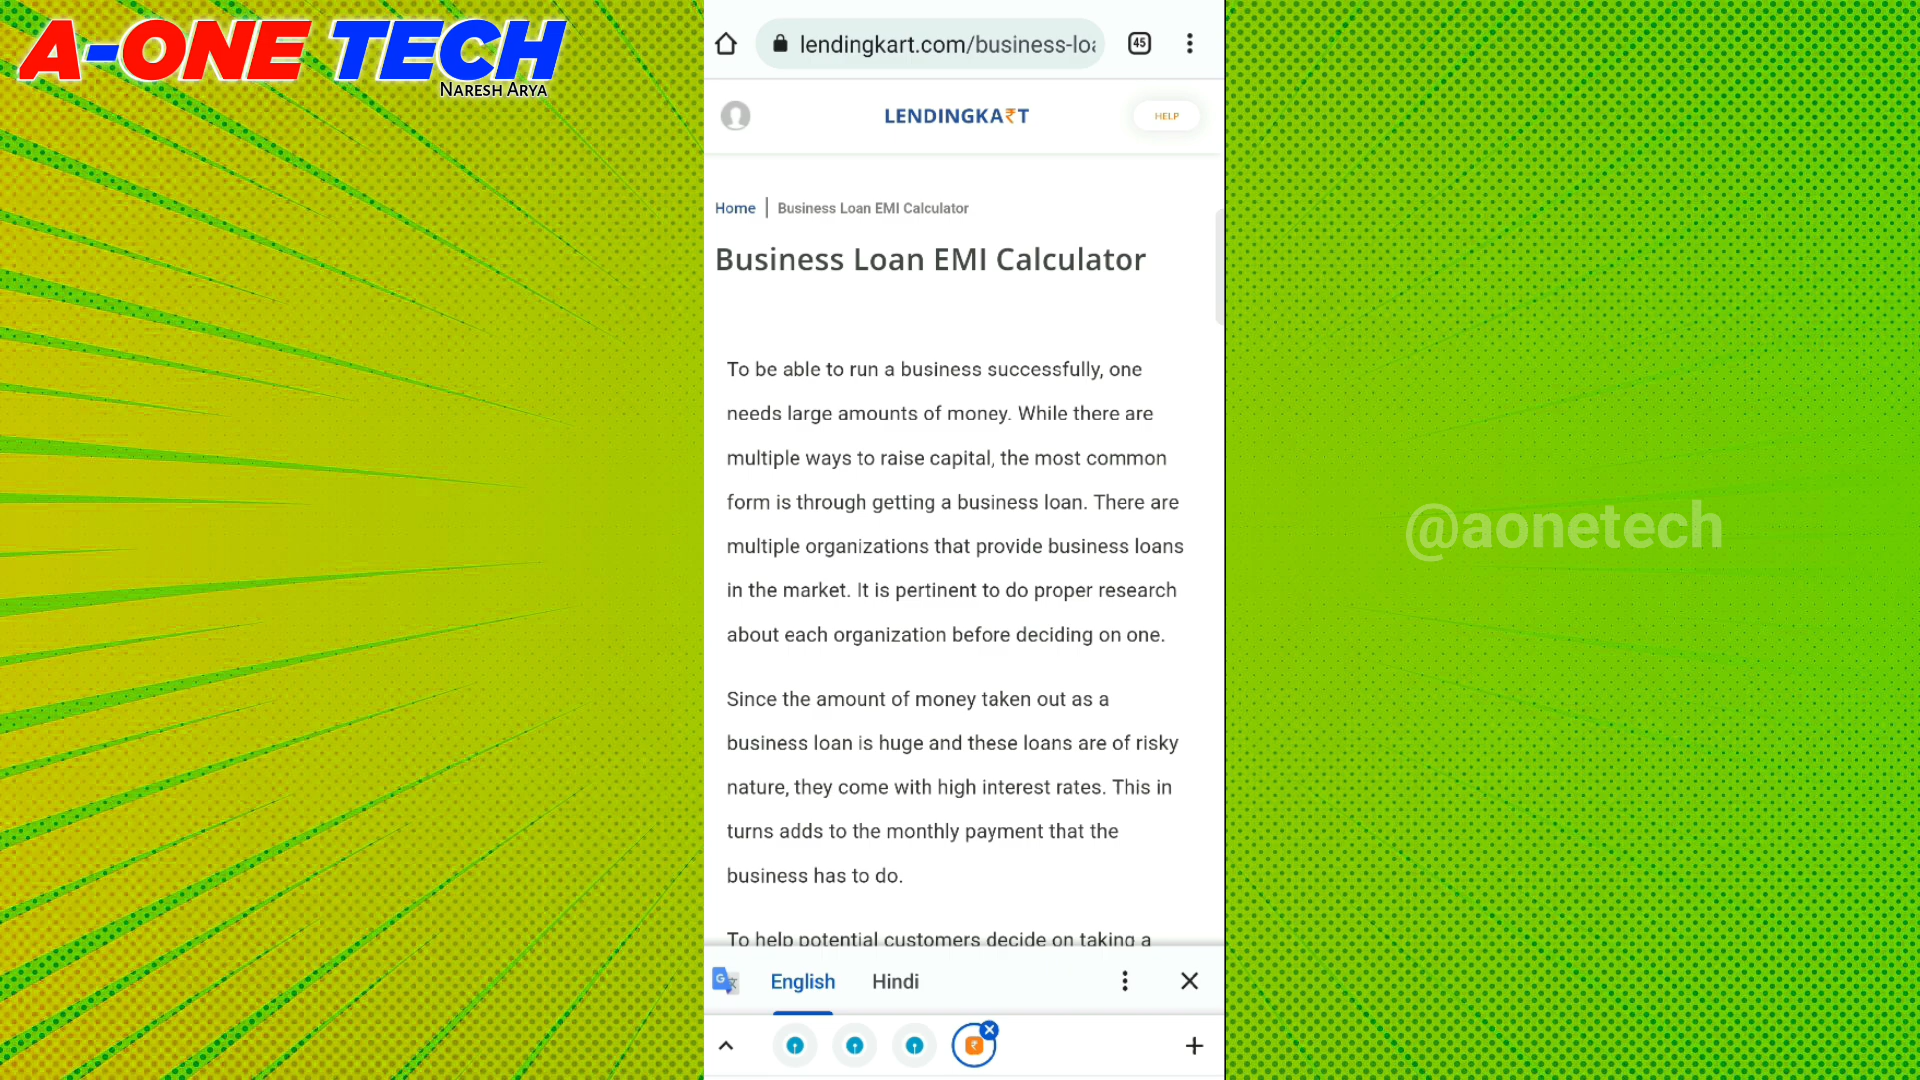 A-ONE TECH
NARESH ARYA
lendingkart.com/business-loa
45
LENDINGKA₹T
HELP
Home | Business Loan EMI Calculator
Business Loan EMI Calculator
To be able to run a business successfully, one
needs large amounts of money. While there are
multiple ways to raise capital, the most common
form is through getting a business loan. There are
multiple organizations that provide business loans
in the market. It is pertinent to do proper research
about each organization before deciding on one.
Since the amount of money taken out as a
business loan is huge and these loans are of risky
nature, they come with high interest rates. This in
turns adds to the monthly payment that the
business has to do.
To help potential customers decide on taking a
English Hindi
@aonetech